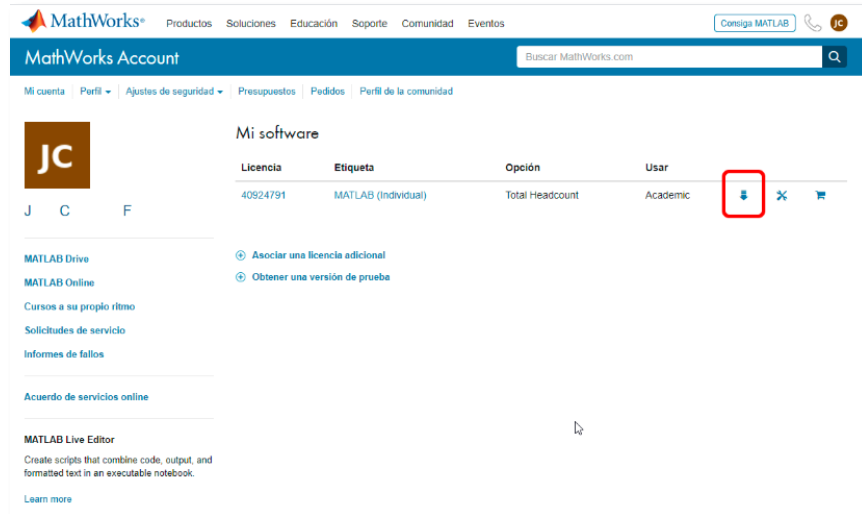 MathWorks® Productos Soluciones Educación Soporte Comunidad Eventos Consiga MATLAB JC
MathWorks Account Buscar MathWorks.com
Mi cuenta Perfil Ajustes de seguridad Presupuestos Pedidos Perfil de la comunidad
JC
J C F
MATLAB Drive
MATLAB Online
Cursos a su propio ritmo
Solicitudes de servicio
Informes de fallos
Acuerdo de servicios online
MATLAB Live Editor
Create scripts that combine code, output, and
formatted text in an executable notebook.
Learn more
Mi software
Licencia Etiqueta Opción Usar
40924791 MATLAB (Individual) Total Headcount Academic
Asociar una licencia adicional
Obtener una versión de prueba